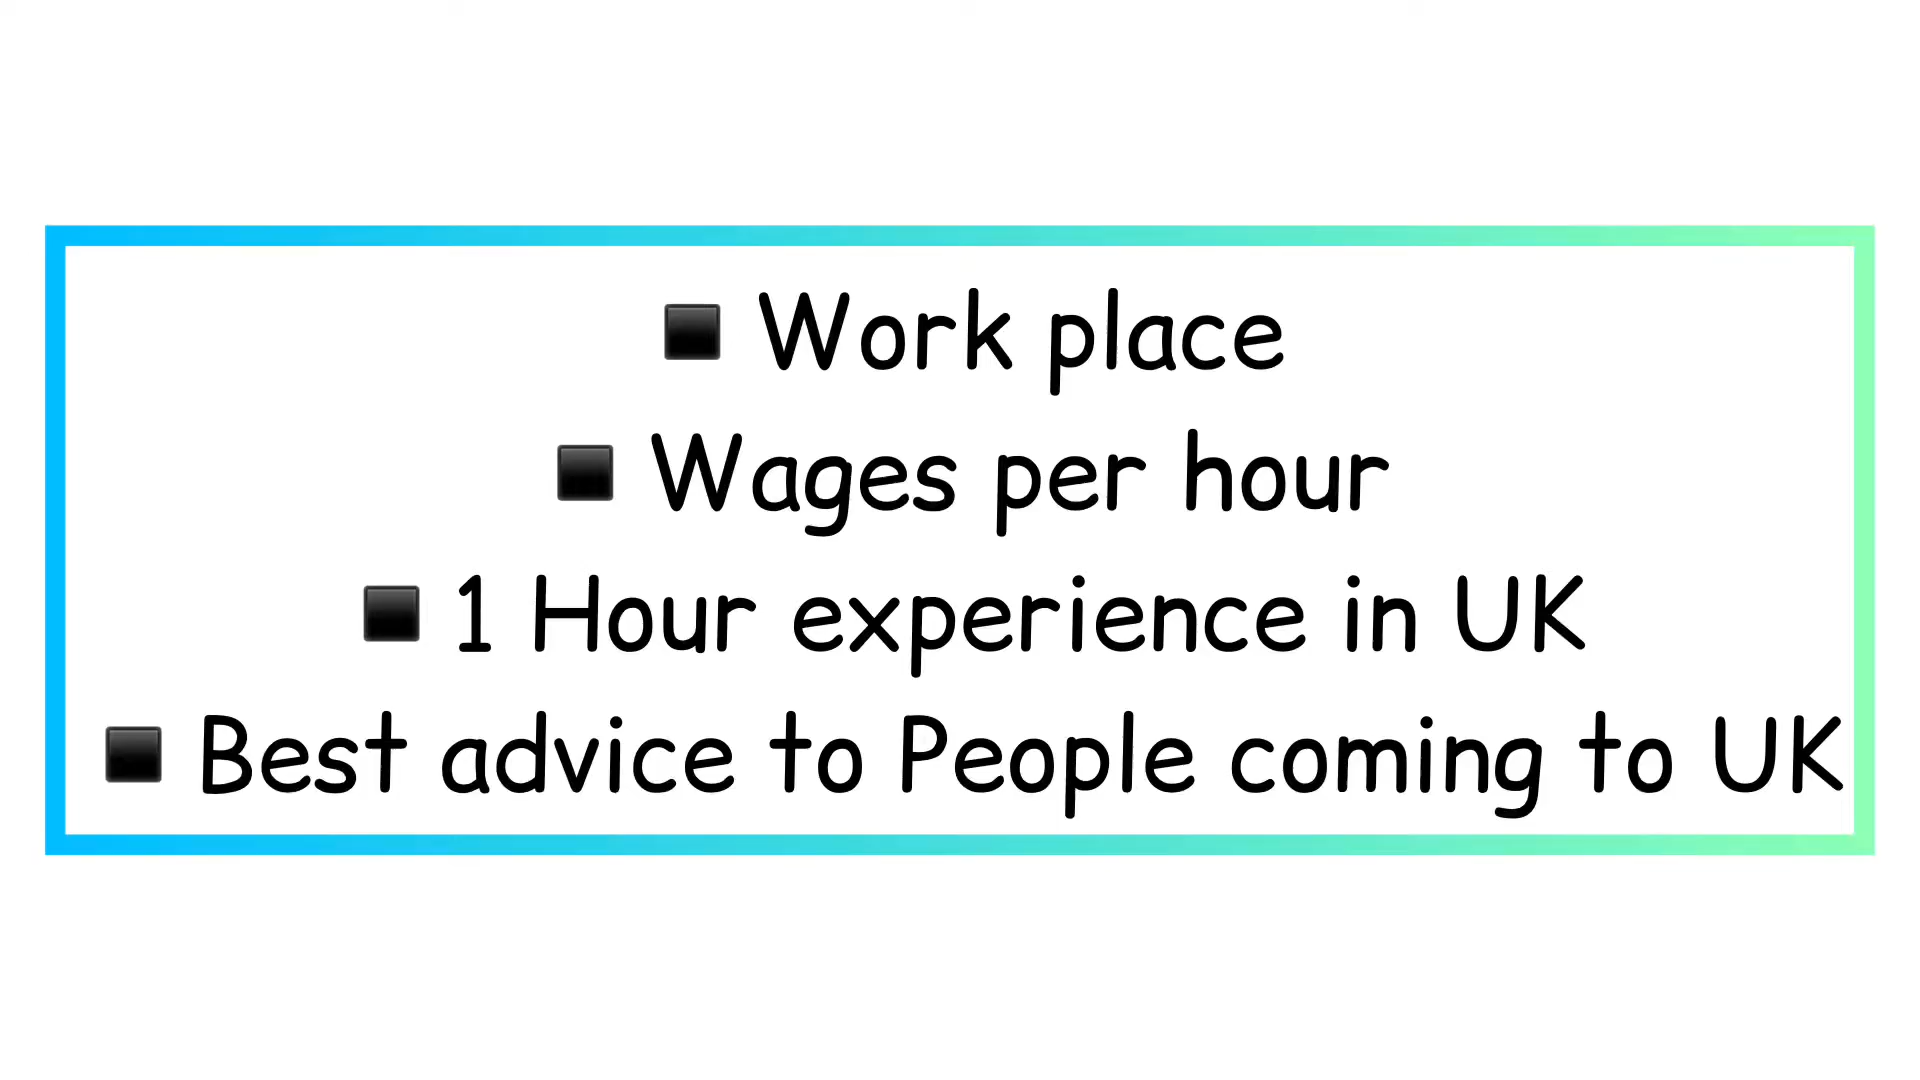 ▪️ Work place
▪️ Wages per hour
▪️ 1 Hour experience in UK
▪️ Best advice to People coming to UK